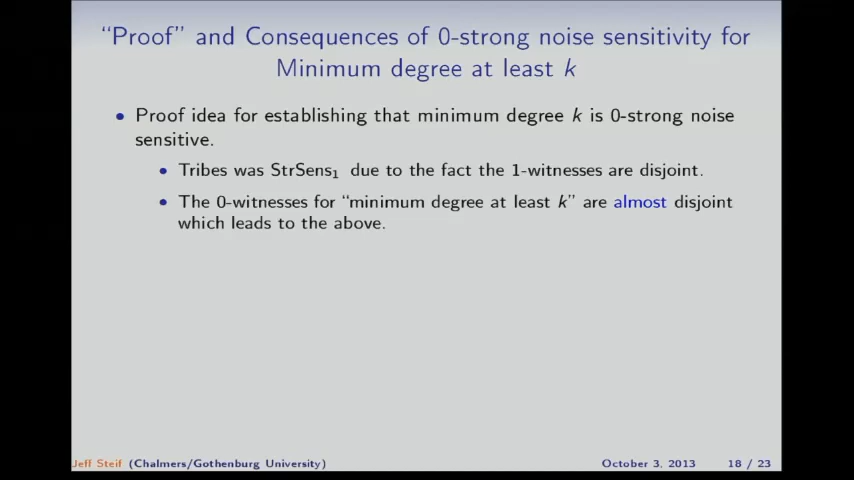 “Proof” and Consequences of 0-strong noise sensitivity for
Minimum degree at least k
• Proof idea for establishing that minimum degree k is 0-strong noise
sensitive.
• Tribes was StrSens₁ due to the fact the 1-witnesses are disjoint.
• The 0-witnesses for “minimum degree at least k” are almost disjoint
which leads to the above.
Jeff Steif (Chalmers/Gothenburg University) October 3, 2013 18 / 23